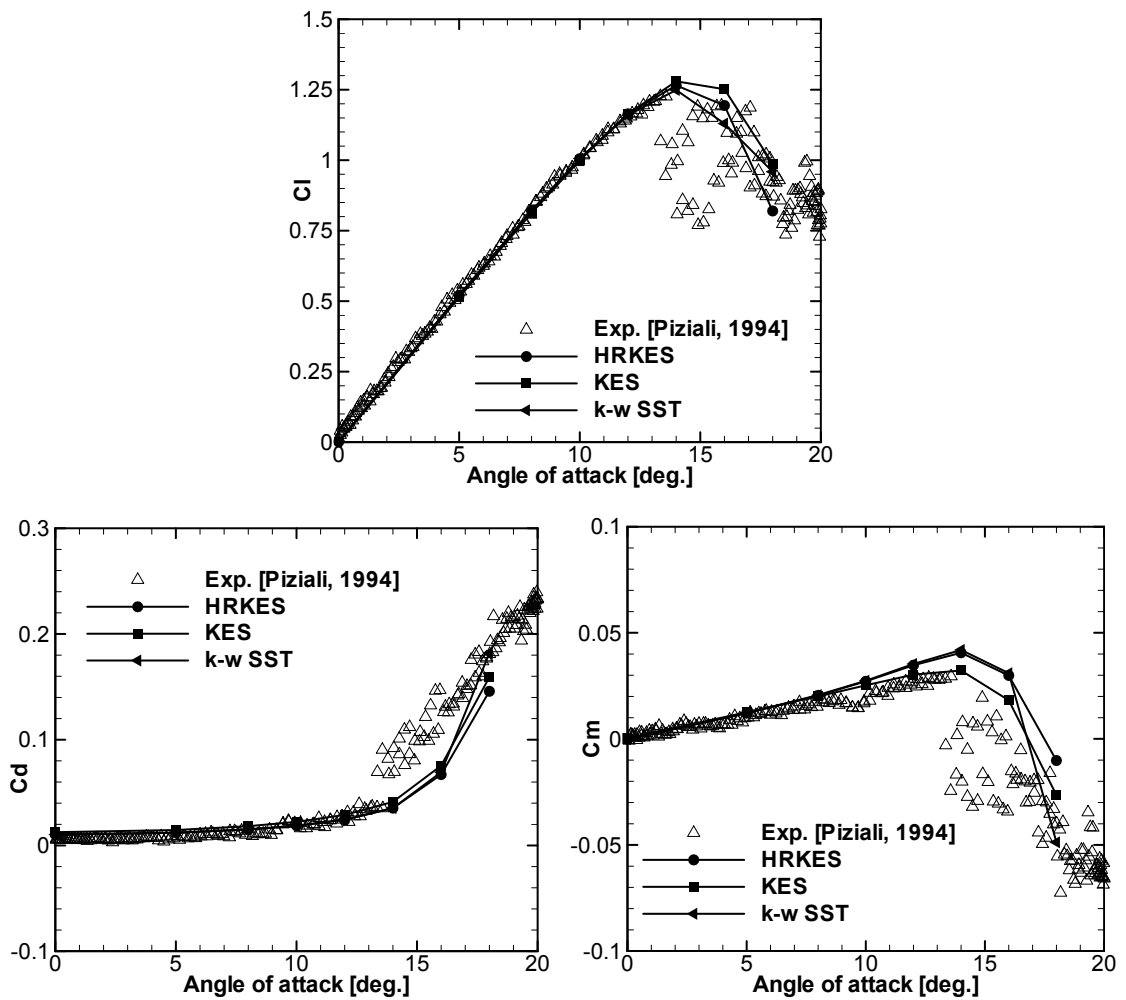 1.5
1.25
1
0.75
0.5
0.25
0
Cl
Exp. [Piziali, 1994]
HRKES
KES
k-w SST
0 5 10 15 20
Angle of attack [deg.]
0.3
0.2
0.1
0
-0.1
Cd
Exp. [Piziali, 1994]
HRKES
KES
k-w SST
0 5 10 15 20
Angle of attack [deg.]
0.1
0.05
0
-0.05
-0.1
Cm
Exp. [Piziali, 1994]
HRKES
KES
k-w SST
0 5 10 15 20
Angle of attack [deg.]